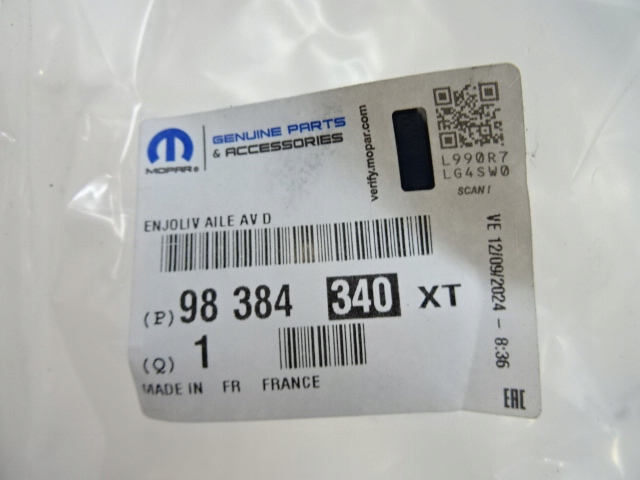 MOPAR®
GENUINE PARTS
& ACCESSORIES
verify.mopar.com
L990R7
LG4SW0
SCAN!
ENJOLIV AILE AV D
(P) 98 384 340 XT
(Q) 1
MADE IN FR FRANCE
VE 12/09/2024 - 8:36
EAC